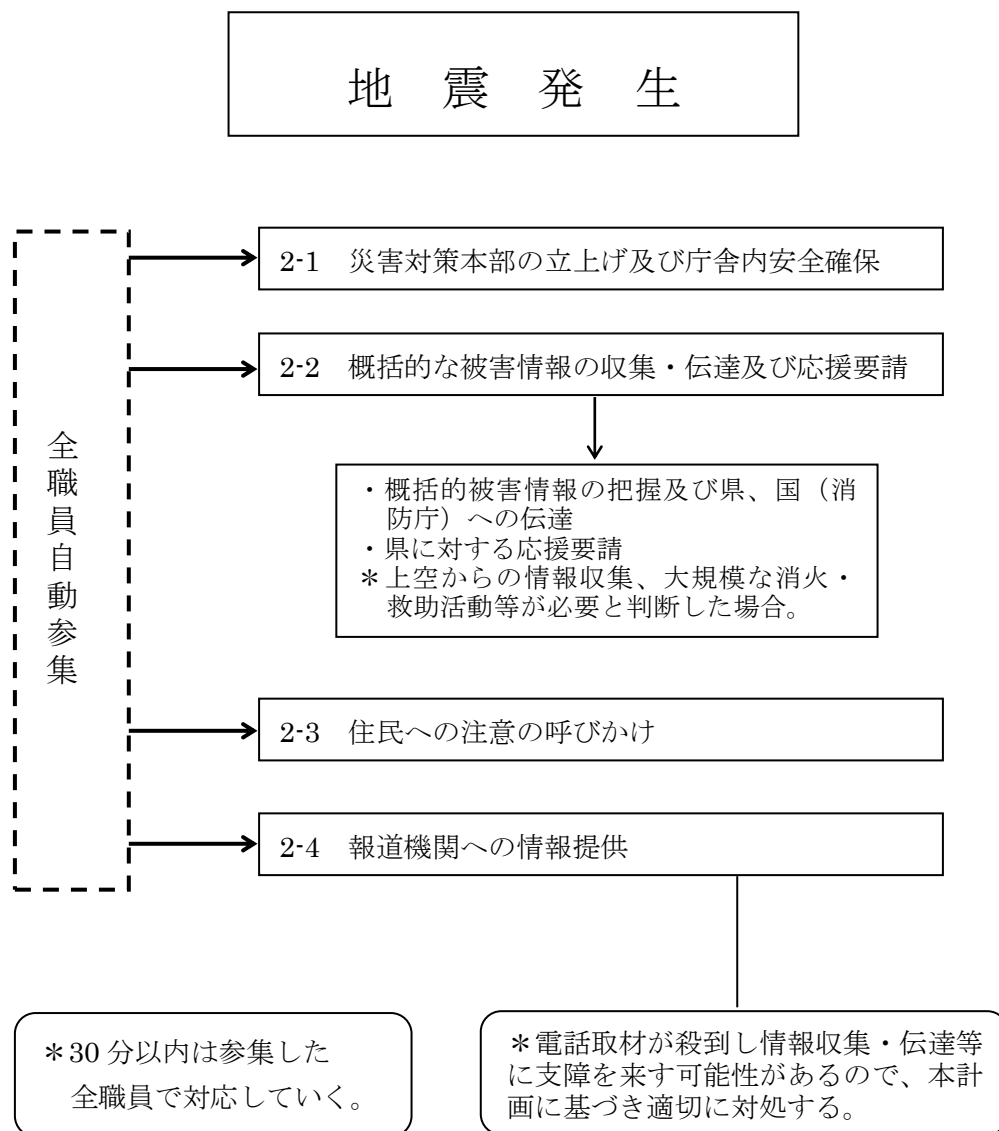 地 震 発 生
全職員自動参集
2-1 災害対策本部の立上げ及び庁舎内安全確保
2-2 概括的な被害情報の収集・伝達及び応援要請
・概括的被害情報の把握及び県、国（消
防庁）への伝達
・県に対する応援要請
＊上空からの情報収集、大規模な消火・
救助活動等が必要と判断した場合。
2-3 住民への注意の呼びかけ
2-4 報道機関への情報提供
＊30 分以内は参集した
全職員で対応していく。
＊電話取材が殺到し情報収集・伝達等
に支障を来す可能性があるので、本計
画に基づき適切に対処する。